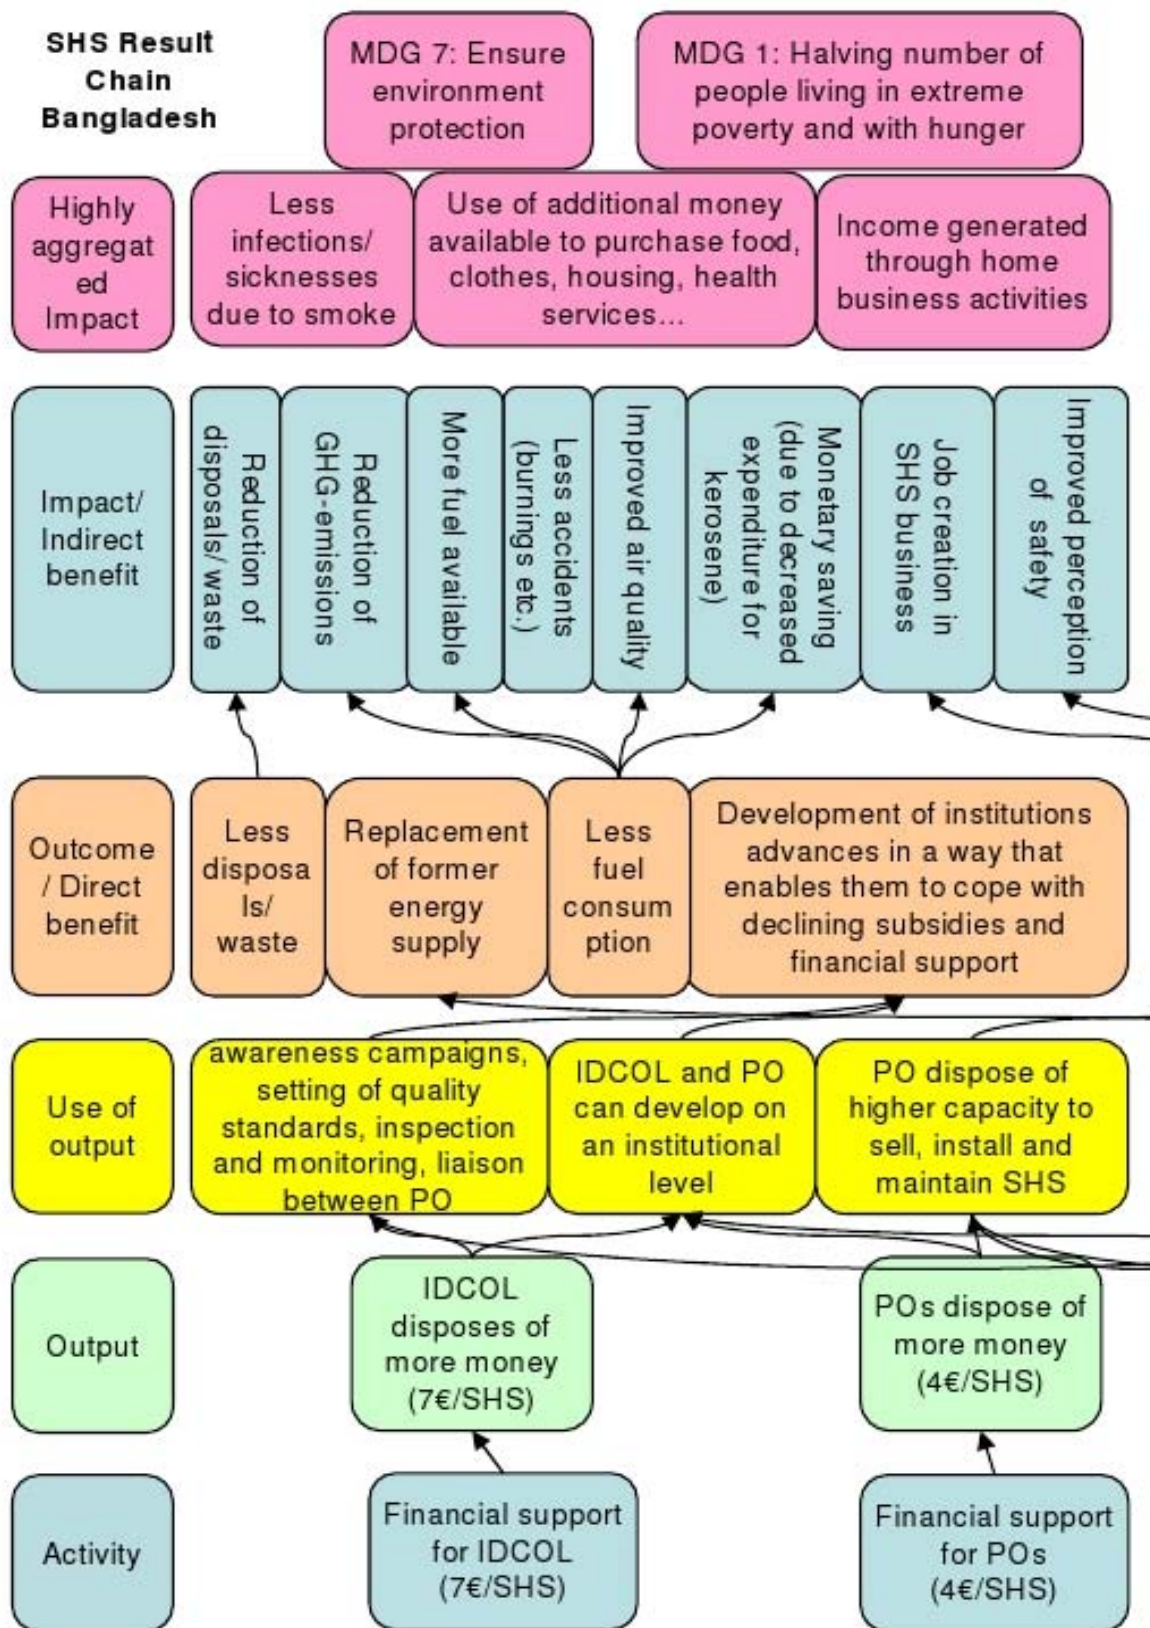 SHS Result
Chain
Bangladesh
MDG 7: Ensure
environment
protection
MDG 1: Halving number of
people living in extreme
poverty and with hunger
Highly
aggregat
ed
Impact
Less
infections/
sicknesses
due to smoke
Use of additional money
available to purchase food,
clothes, housing, health
services...
Income generated
through home
business activities
Impact/
Indirect
benefit
Reduction of
disposals/waste
Reduction of
GHG-emissions
More fuel available
Less accidents
(burnings etc.)
Improved air quality
Monetary saving
(due to decreased
expenditure for
kerosene)
Job creation in
SHS business
Improved perception
of safety
Outcome
/ Direct
benefit
Less
disposa
ls/
waste
Replacement
of former
energy
supply
Less
fuel
consum
ption
Development of institutions
advances in a way that
enables them to cope with
declining subsidies and
financial support
Use of
output
awareness campaigns,
setting of quality
standards, inspection
and monitoring, liaison
between PO
IDCOL and PO
can develop on
an institutional
level
PO dispose of
higher capacity to
sell, install and
maintain SHS
Output
IDCOL
disposes of
more money
(7€/SHS)
POs dispose of
more money
(4€/SHS)
Activity
Financial support
for IDCOL
(7€/SHS)
Financial support
for POs
(4€/SHS)